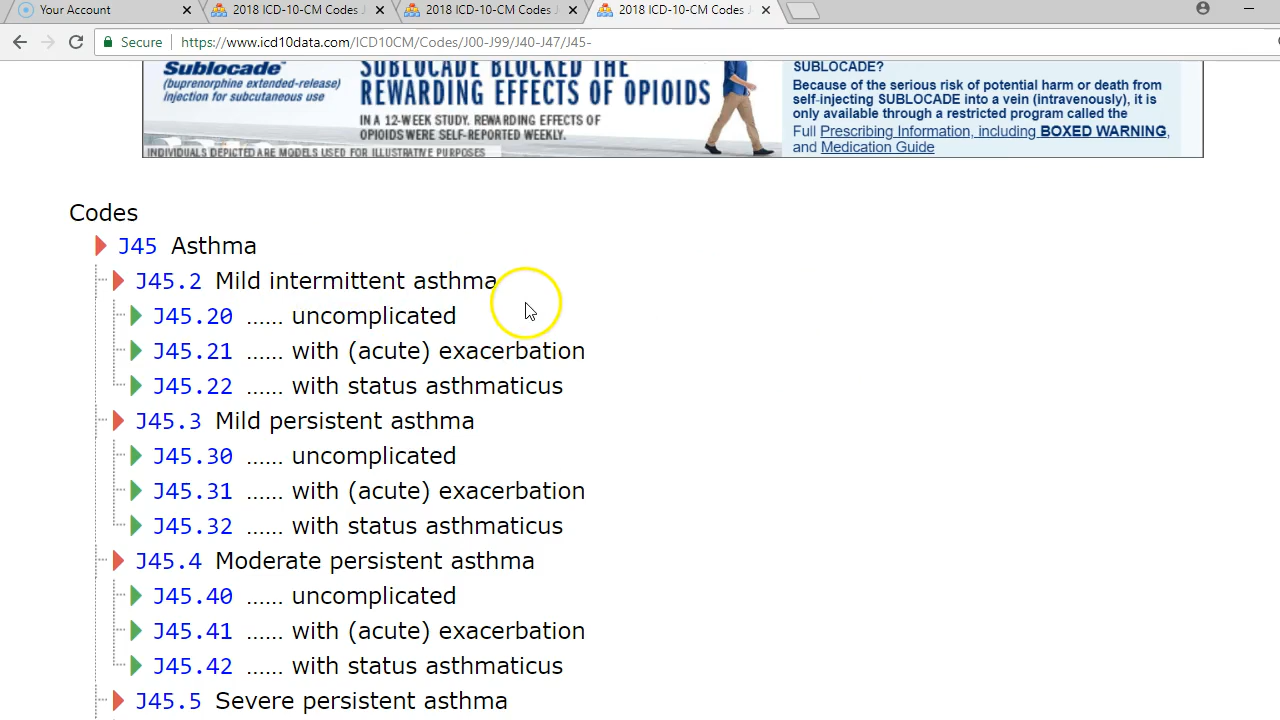 Your Account
2018 ICD-10-CM Codes
2018 ICD-10-CM Codes
2018 ICD-10-CM Codes
Secure https://www.icd10data.com/ICD10CM/Codes/J00-J99/J40-J47/J45-
Sublocade™
(buprenorphine extended-release)
injection for subcutaneous use
SUBLOCADE BLOCKED THE
REWARDING EFFECTS OF OPIOIDS
IN A 12-WEEK STUDY. REWARDING EFFECTS OF
OPIOIDS WERE SELF-REPORTED WEEKLY.
INDIVIDUALS DEPICTED ARE MODELS USED FOR ILLUSTRATIVE PURPOSES
SUBLOCADE?
Because of the serious risk of potential harm or death from
self-injecting SUBLOCADE into a vein (intravenously), it is
only available through a restricted program called the
Full Prescribing Information, including BOXED WARNING,
and Medication Guide
Codes
J45 Asthma
J45.2 Mild intermittent asthma
J45.20 ...... uncomplicated
J45.21 ...... with (acute) exacerbation
J45.22 ...... with status asthmaticus
J45.3 Mild persistent asthma
J45.30 ...... uncomplicated
J45.31 ...... with (acute) exacerbation
J45.32 ...... with status asthmaticus
J45.4 Moderate persistent asthma
J45.40 ...... uncomplicated
J45.41 ...... with (acute) exacerbation
J45.42 ...... with status asthmaticus
J45.5 Severe persistent asthma